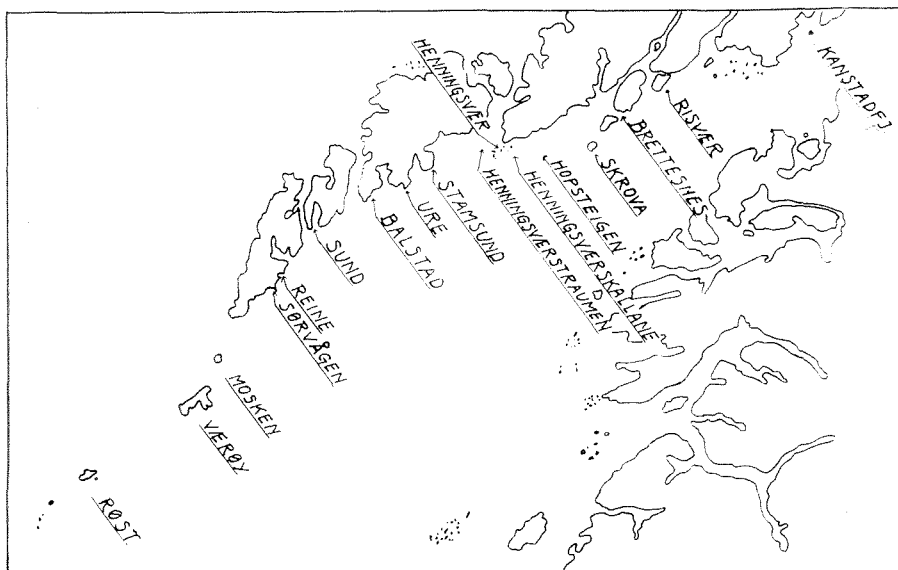 HENNINGSVÆR
KANSTADFJ
RISVÆR
BRETTESNES
SKROVA
HOPSTEIGEN
HENNINGSVÆRSKALLANE
HENNINGSVÆRSTRAUMEN
STAMSUND
URE
BALSTAD
SUND
REINE
SØRVÅGEN
MOSKEN
VÆRØY
RØST